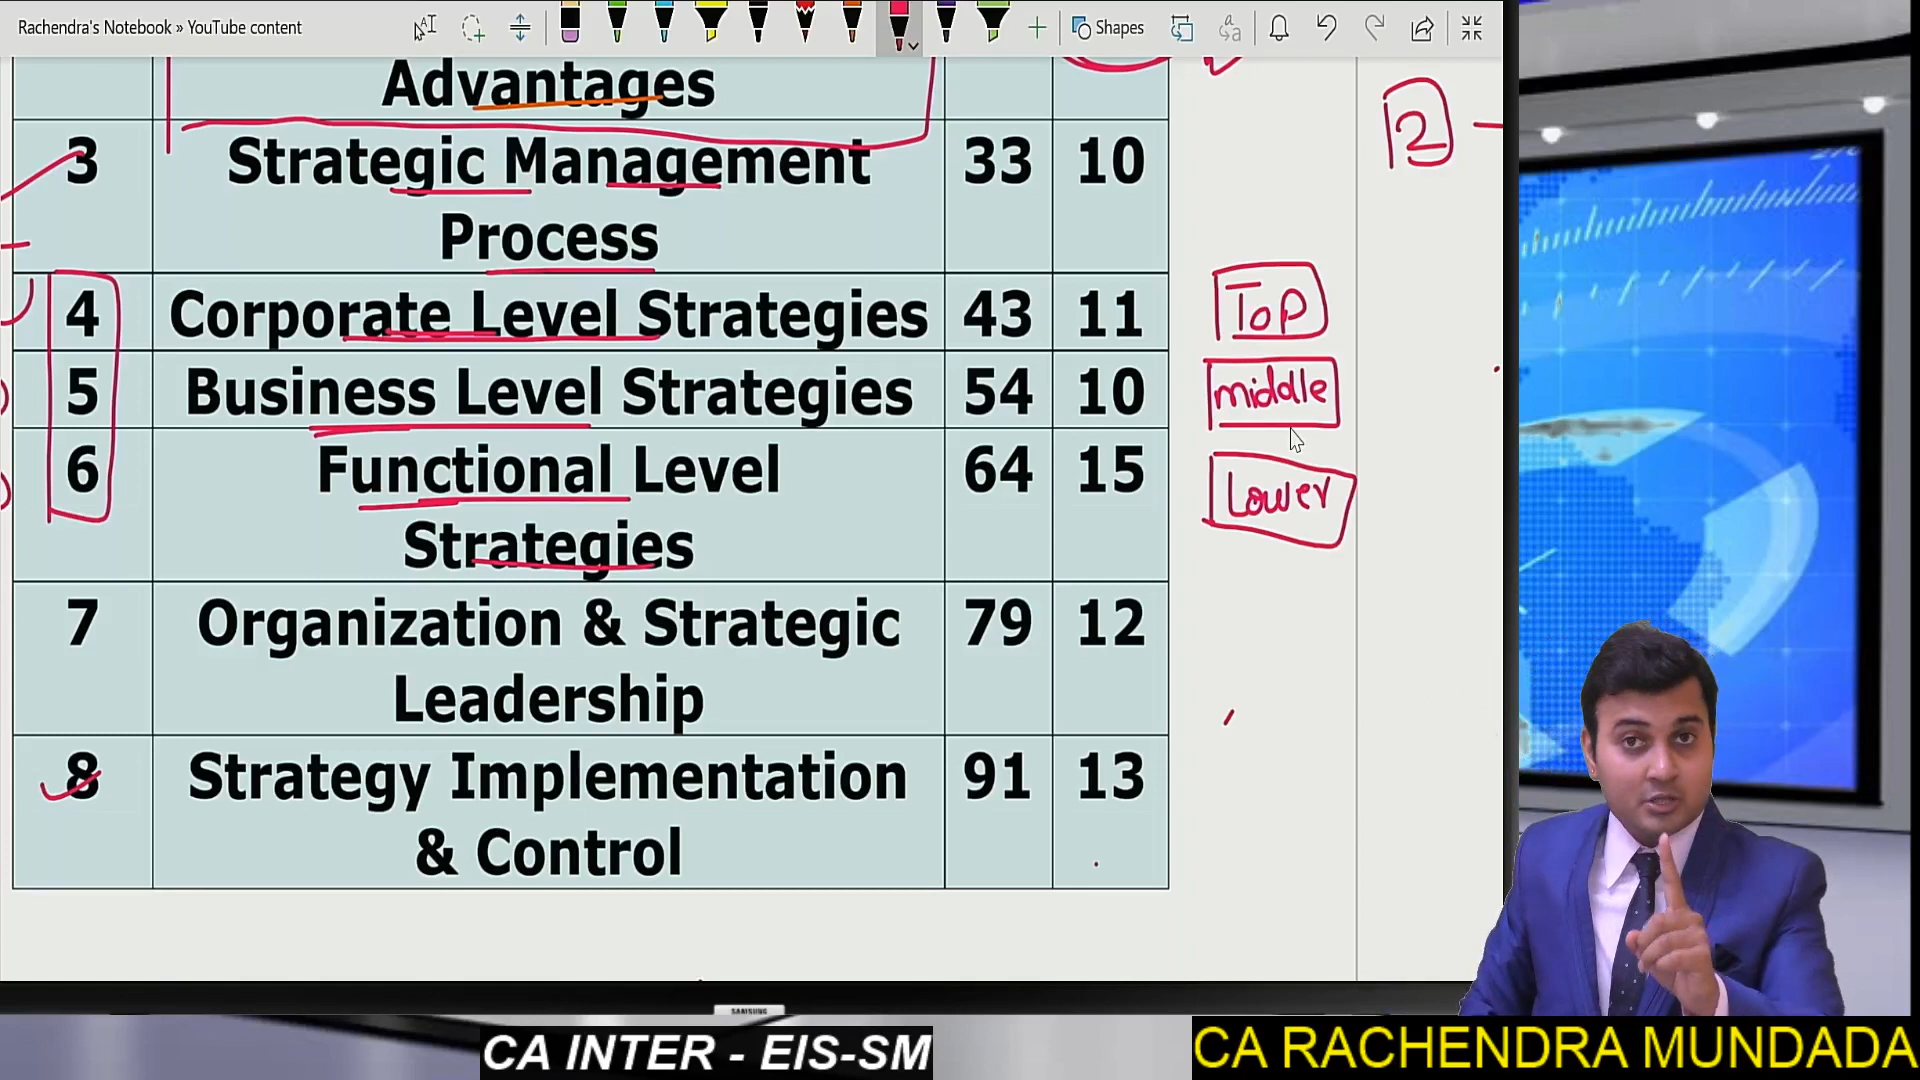 Rachendra's Notebook » YouTube content
Shapes
Advantages
2
3 Strategic Management 33 10
Process
4 Corporate Level Strategies 43 11 Top
5 Business Level Strategies 54 10 middle
6 Functional Level 64 15 Lower
Strategies
7 Organization & Strategic 79 12
Leadership
8 Strategy Implementation 91 13
& Control
SAMSUNG
CA INTER - EIS-SM
CA RACHENDRA MUNDADA